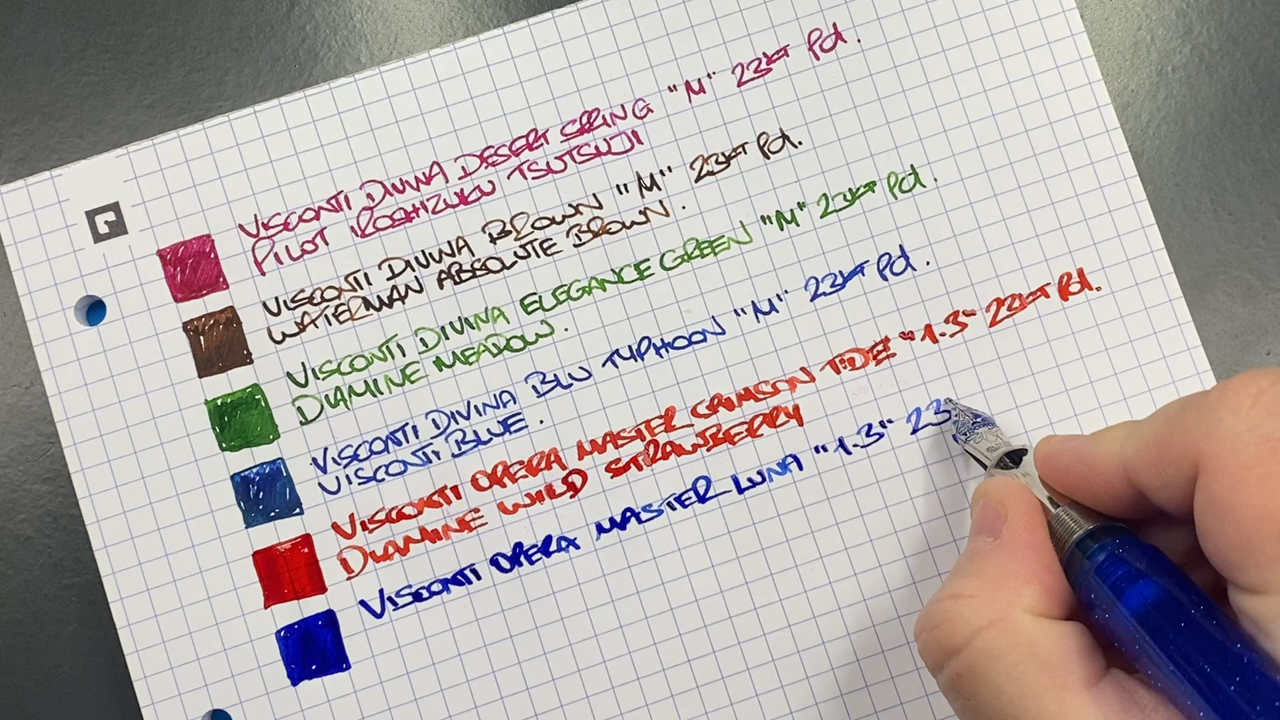 VISCONTI DIVINA DESERT SPRING "M" 23KT Pd.
PILOT IROSHIZUKU TSUTSUJI
VISCONTI DIVINA BROWN "M" 23KT Pd.
WATERMAN ABSOLUTE BROWN.
VISCONTI DIVINA ELEGANCE GREEN "M" 23KT Pd.
DIAMINE MEADOW.
VISCONTI DIVINA BLU TYPHOON "M" 23KT Pd.
VISCONTI BLUE.
VISCONTI OPERA MASTER CRIMSON TIDE "1.3" 23KT Pd.
DIAMINE WILD STRAWBERRY
VISCONTI OPERA MASTER LUNA "1.3" 23